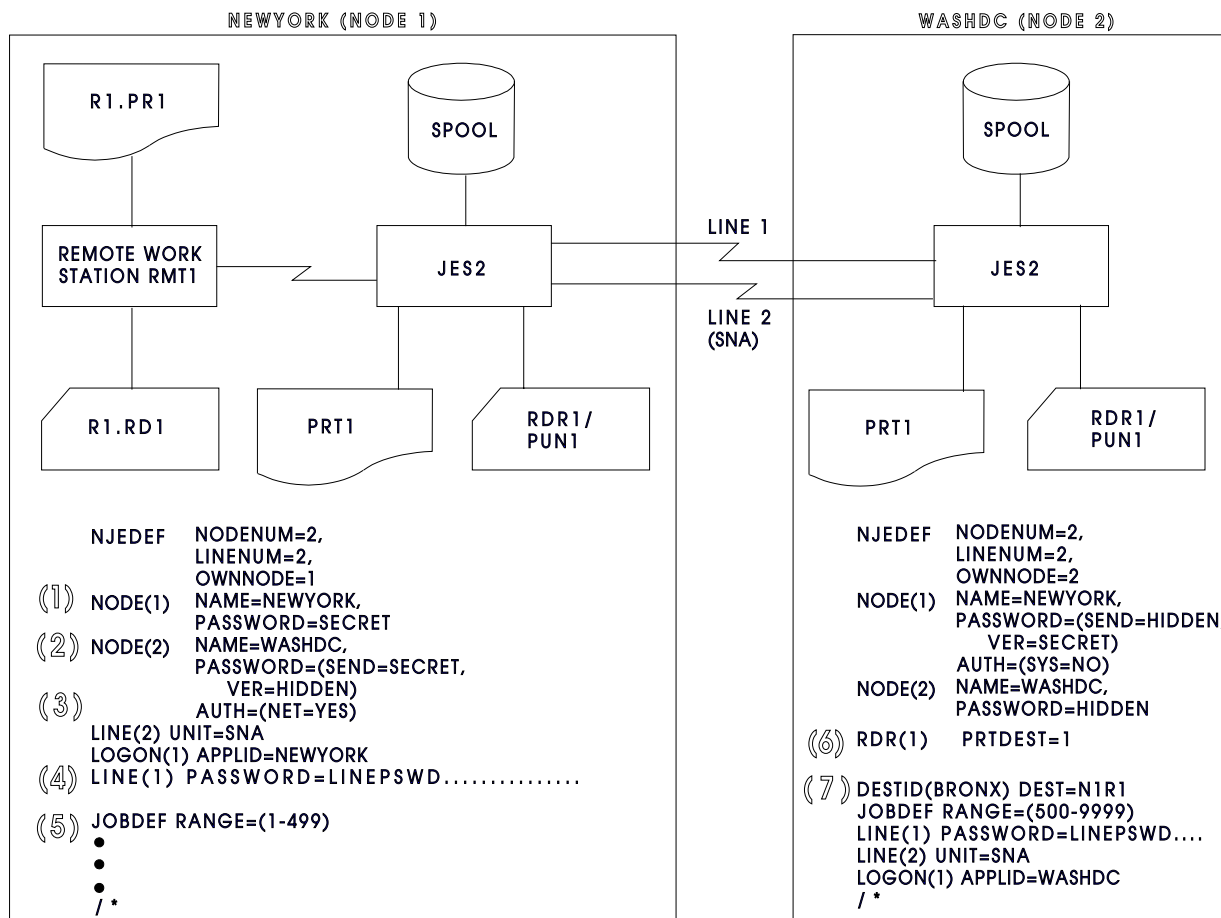 NEWYORK (NODE 1)
R1.PR1
SPOOL
REMOTE WORK
STATION RMT1
JES2
R1.RD1
PRT1
RDR1/
PUN1
NJEDEF NODENUM=2,
LINENUM=2,
OWNNODE=1
(1) NODE(1) NAME=NEWYORK,
PASSWORD=SECRET
(2) NODE(2) NAME=WASHDC,
PASSWORD=(SEND=SECRET,
VER=HIDDEN)
(3) AUTH=(NET=YES)
LINE(2) UNIT=SNA
LOGON(1) APPLID=NEWYORK
(4) LINE(1) PASSWORD=LINEPSWD...............
(5) JOBDEF RANGE=(1-499)
●
●
●
/ *
LINE 1
LINE 2
(SNA)
WASHDC (NODE 2)
SPOOL
JES2
PRT1
RDR1/
PUN1
NJEDEF NODENUM=2,
LINENUM=2,
OWNNODE=2
NODE(1) NAME=NEWYORK,
PASSWORD=(SEND=HIDDEN
VER=SECRET)
AUTH=(SYS=NO)
NODE(2) NAME=WASHDC,
PASSWORD=HIDDEN
(6) RDR(1) PRTDEST=1
(7) DESTID(BRONX) DEST=N1R1
JOBDEF RANGE=(500-9999)
LINE(1) PASSWORD=LINEPSWD....
LINE(2) UNIT=SNA
LOGON(1) APPLID=WASHDC
/ *